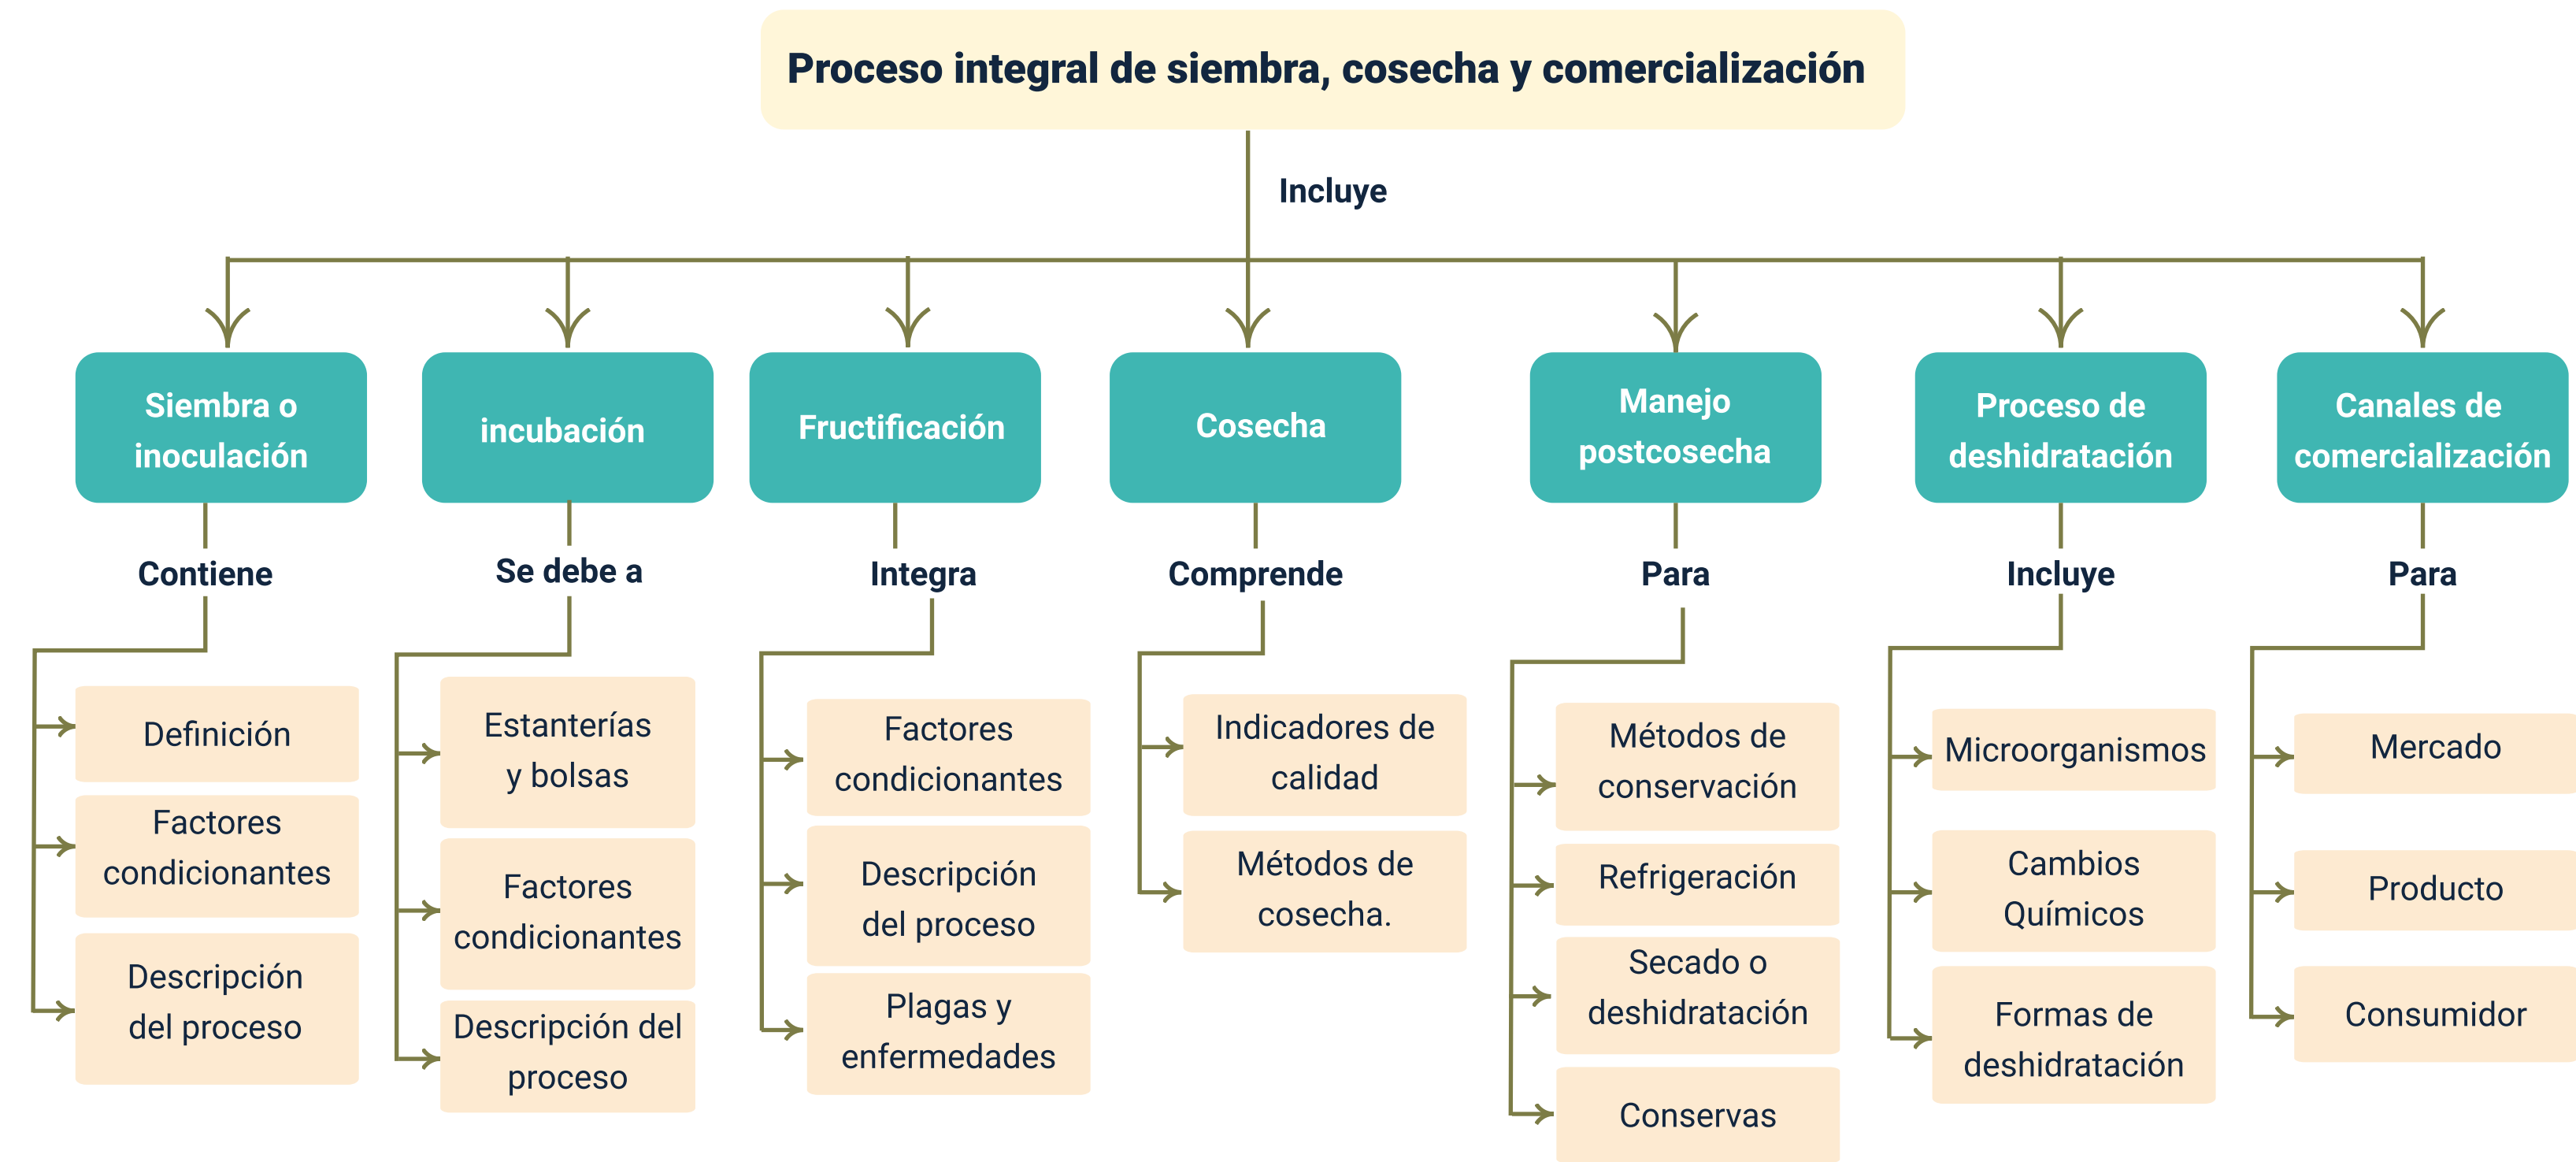 Proceso integral de siembra, cosecha y comercialización
Incluye
Siembra o
inoculación
Contiene
Definición
Factores
condicionantes
Descripción
del proceso
incubación
Se debe a
Estanterías
y bolsas
Factores
condicionantes
Descripción del
proceso
Fructificación
Integra
Factores
condicionantes
Descripción
del proceso
Plagas y
enfermedades
Cosecha
Comprende
Indicadores de
calidad
Métodos de
cosecha.
Manejo
postcosecha
Para
Métodos de
conservación
Refrigeración
Secado o
deshidratación
Conservas
Proceso de
deshidratación
Incluye
Microorganismos
Cambios
Químicos
Formas de
deshidratación
Canales de
comercialización
Para
Mercado
Producto
Consumidor